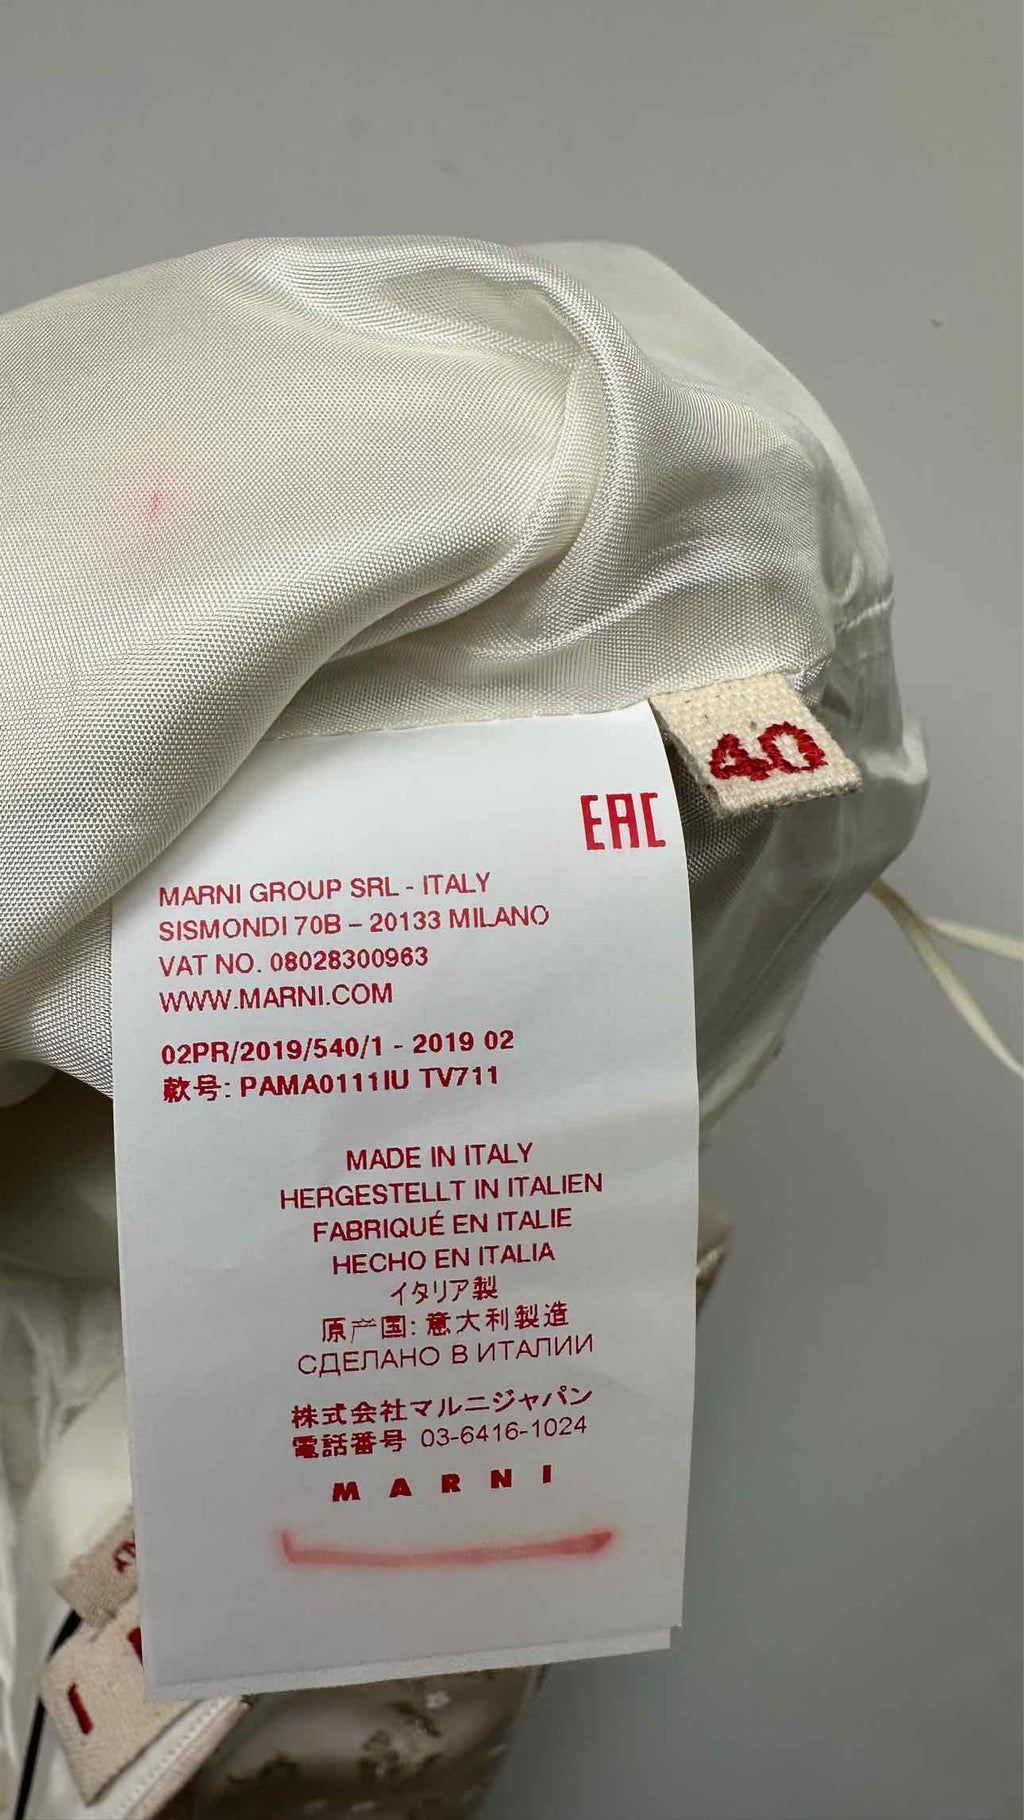 40
EAC
MARNI GROUP SRL - ITALY
SISMONDI 70B – 20133 MILANO
VAT NO. 08028300963
WWW.MARNI.COM
02PR/2019/540/1 - 2019 02
款号: PAMA0111IU TV711
MADE IN ITALY
HERGESTELLT IN ITALIEN
FABRIQUÉ EN ITALIE
HECHO EN ITALIA
イタリア製
原产国: 意大利製造
СДЕЛАНО В ИТАЛИИ
株式会社マルニジャパン
電話番号 03-6416-1024
MARNI